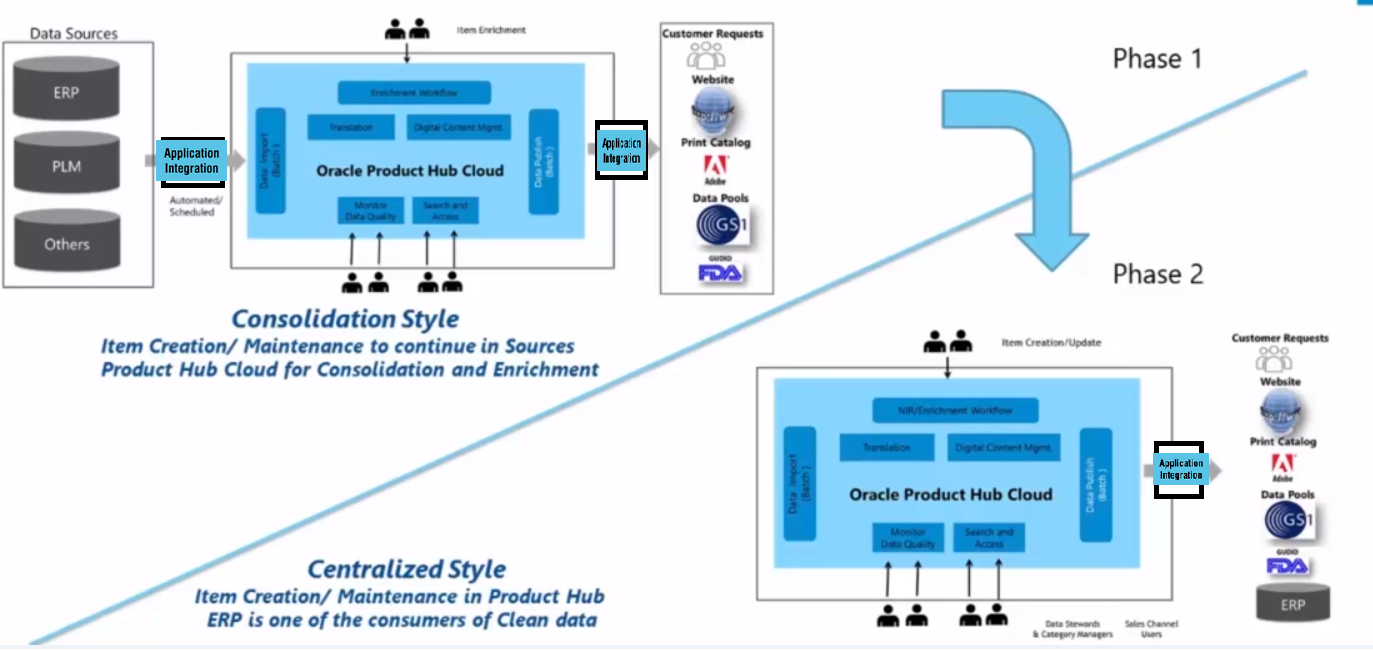 Data Sources
ERP
PLM
Others
Application
Integration
Automated/
Scheduled
Item Enrichment
Enrichment Workflow
Translation
Digital Content Mgmt.
Data Import
(Batch )
Data Publish
(Batch )
Oracle Product Hub Cloud
Monitor
Data Quality
Search and
Access
Application
Integration
Customer Requests
Website
http://w
Print Catalog
Adobe
Data Pools
GS1
GUDID
FDA
Phase 1
Phase 2
Consolidation Style
Item Creation/ Maintenance to continue in Sources
Product Hub Cloud for Consolidation and Enrichment
Centralized Style
Item Creation/ Maintenance in Product Hub
ERP is one of the consumers of Clean data
Item Creation/Update
NIR/Enrichment Workflow
Translation
Digital Content Mgmt.
Data Import
(Batch )
Data Publish
(Batch )
Oracle Product Hub Cloud
Monitor
Data Quality
Search and
Access
Data Stewards
& Category Managers
Sales Channel
Users
Application
Integration
Customer Requests
Website
http://w
Print Catalog
Adobe
Data Pools
GS1
GUDID
FDA
ERP